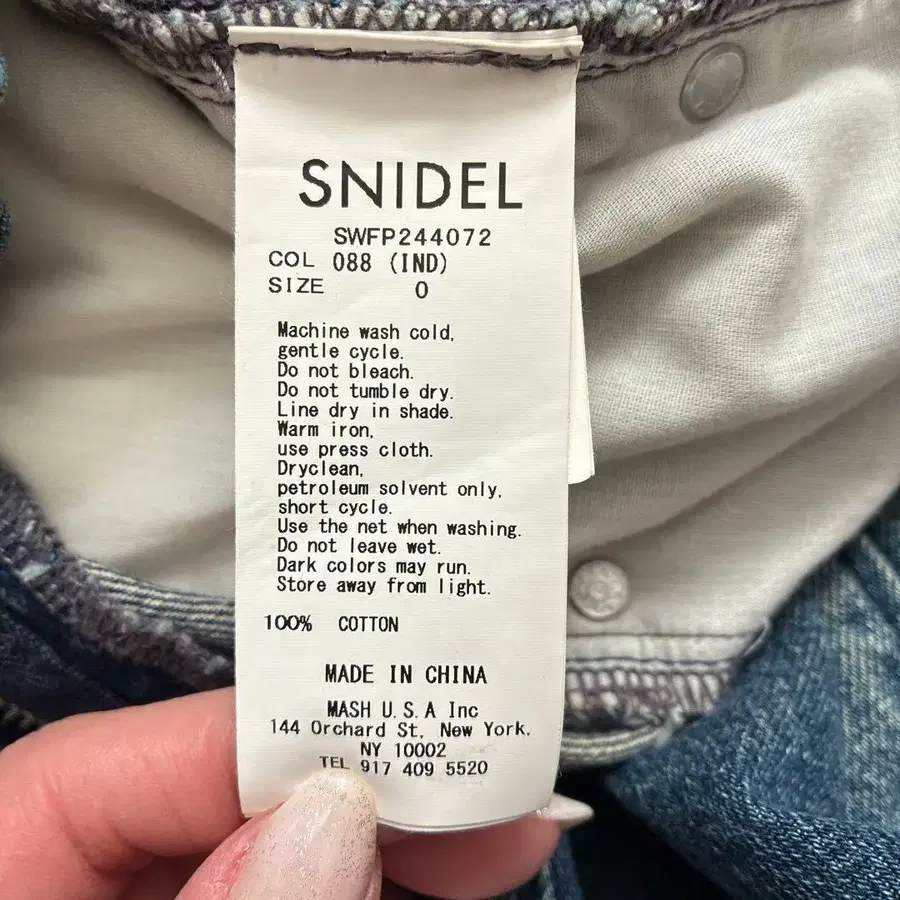 SNIDEL
SWFP244072
COL 088 (IND)
SIZE 0
Machine wash cold,
gentle cycle.
Do not bleach.
Do not tumble dry.
Line dry in shade.
Warm iron,
use press cloth.
Dryclean,
petroleum solvent only,
short cycle.
Use the net when washing.
Do not leave wet.
Dark colors may run.
Store away from light.
100% COTTON
MADE IN CHINA
MASH U.S.A Inc
144 Orchard St, New York,
NY 10002
TEL 917 409 5520